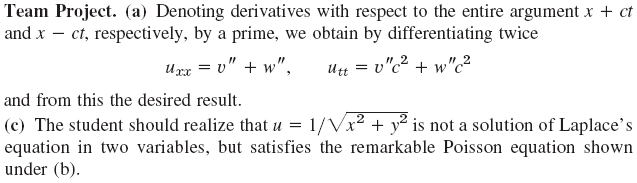 Team Project. (a) Denoting derivatives with respect to the entire argument x + ct
and x − ct, respectively, by a prime, we obtain by differentiating twice
uxx = v″ + w″, utt = v″c² + w″c²
and from this the desired result.
(c) The student should realize that u = 1/√x² + y² is not a solution of Laplace's
equation in two variables, but satisfies the remarkable Poisson equation shown
under (b).